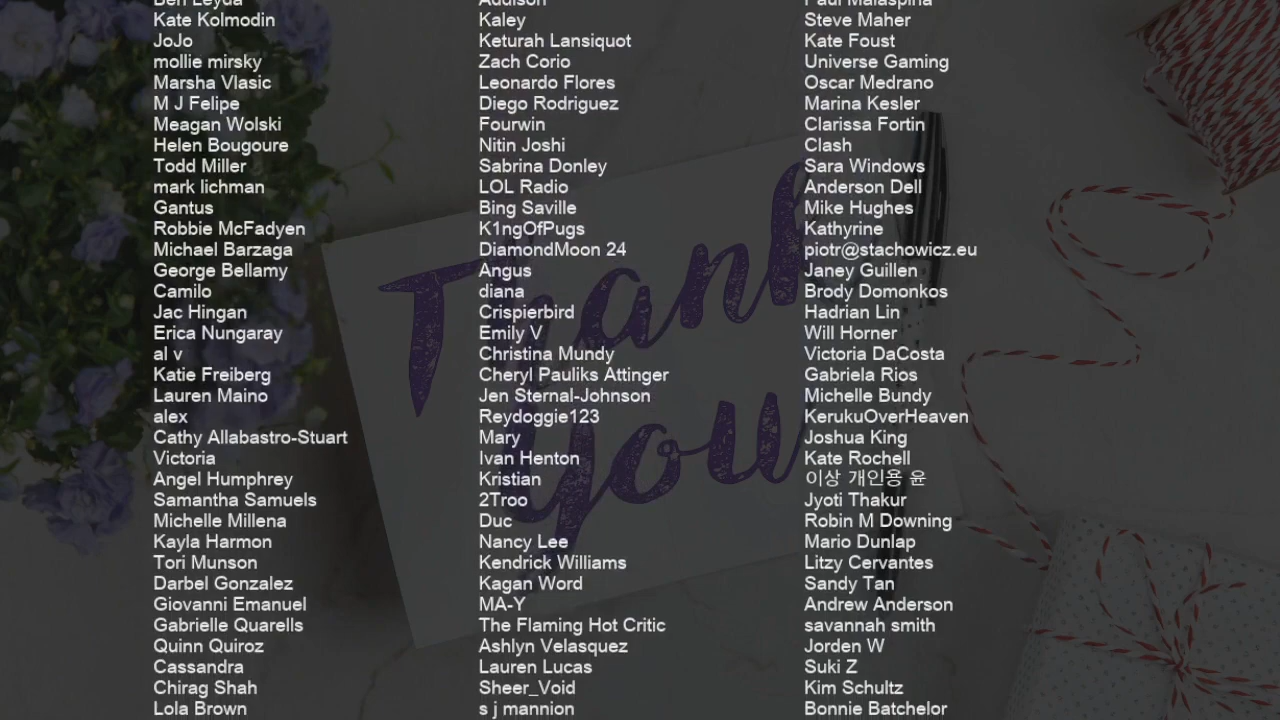 Ben Leyda
Kate Kolmodin
JoJo
mollie mirsky
Marsha Vlasic
M J Felipe
Meagan Wolski
Helen Bougoure
Todd Miller
mark lichman
Gantus
Robbie McFadyen
Michael Barzaga
George Bellamy
Camilo
Jac Hingan
Erica Nungaray
al v
Katie Freiberg
Lauren Maino
alex
Cathy Allabastro-Stuart
Victoria
Angel Humphrey
Samantha Samuels
Michelle Millena
Kayla Harmon
Tori Munson
Darbel Gonzalez
Giovanni Emanuel
Gabrielle Quarells
Quinn Quiroz
Cassandra
Chirag Shah
Lola Brown
Addison
Kaley
Keturah Lansiquot
Zach Corio
Leonardo Flores
Diego Rodriguez
Fourwin
Nitin Joshi
Sabrina Donley
LOL Radio
Bing Saville
K1ngOfPugs
DiamondMoon 24
Angus
diana
Crispierbird
Emily V
Christina Mundy
Cheryl Pauliks Attinger
Jen Sternal-Johnson
Reydoggie123
Mary
Ivan Henton
Kristian
2Troo
Duc
Nancy Lee
Kendrick Williams
Kagan Word
MA-Y
The Flaming Hot Critic
Ashlyn Velasquez
Lauren Lucas
Sheer_Void
s j mannion
Paul Malaspina
Steve Maher
Kate Foust
Universe Gaming
Oscar Medrano
Marina Kesler
Clarissa Fortin
Clash
Sara Windows
Anderson Dell
Mike Hughes
Kathyrine
piotr@stachowicz.eu
Janey Guillen
Brody Domonkos
Hadrian Lin
Will Horner
Victoria DaCosta
Gabriela Rios
Michelle Bundy
KerukuOverHeaven
Joshua King
Kate Rochell
이상 개인용 윤
Jyoti Thakur
Robin M Downing
Mario Dunlap
Litzy Cervantes
Sandy Tan
Andrew Anderson
savannah smith
Jorden W
Suki Z
Kim Schultz
Bonnie Batchelor
Thank
you